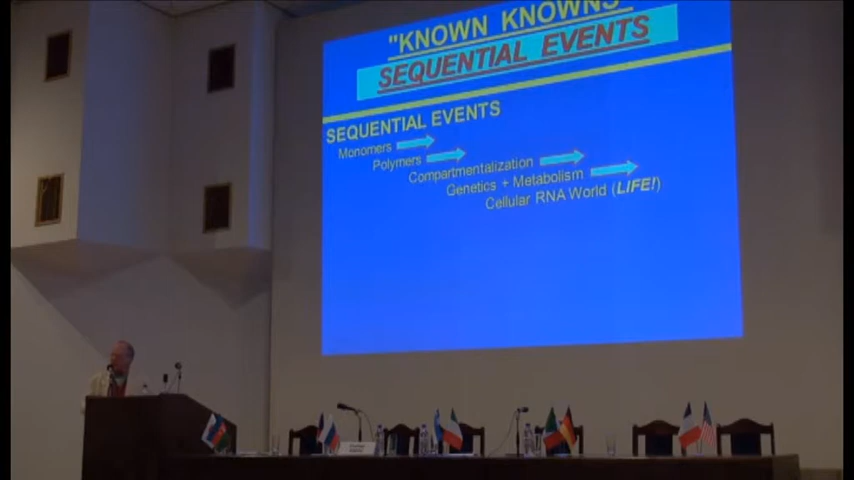 "KNOWN KNOWNS"
SEQUENTIAL EVENTS
SEQUENTIAL EVENTS
Monomers
Polymers
Compartmentalization
Genetics + Metabolism
Cellular RNA World (LIFE!)